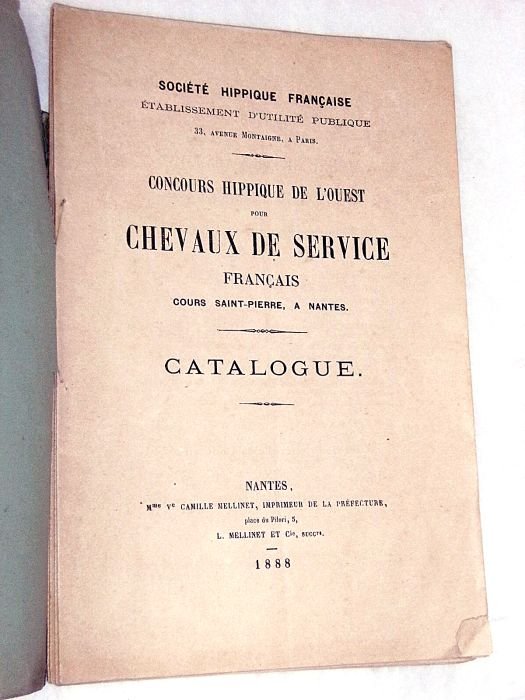 SOCIÉTÉ HIPPIQUE FRANÇAISE
ÉTABLISSEMENT D'UTILITÉ PUBLIQUE
33, AVENUE MONTAIGNE, A PARIS.
CONCOURS HIPPIQUE DE L'OUEST
POUR
CHEVAUX DE SERVICE
FRANÇAIS
COURS SAINT-PIERRE, A NANTES.
CATALOGUE.
NANTES,
Mme Ve CAMILLE MELLINET, IMPRIMEUR DE LA PRÉFECTURE,
place du Pilori, 5,
L. MELLINET ET Cie, SUCCrs.
1888